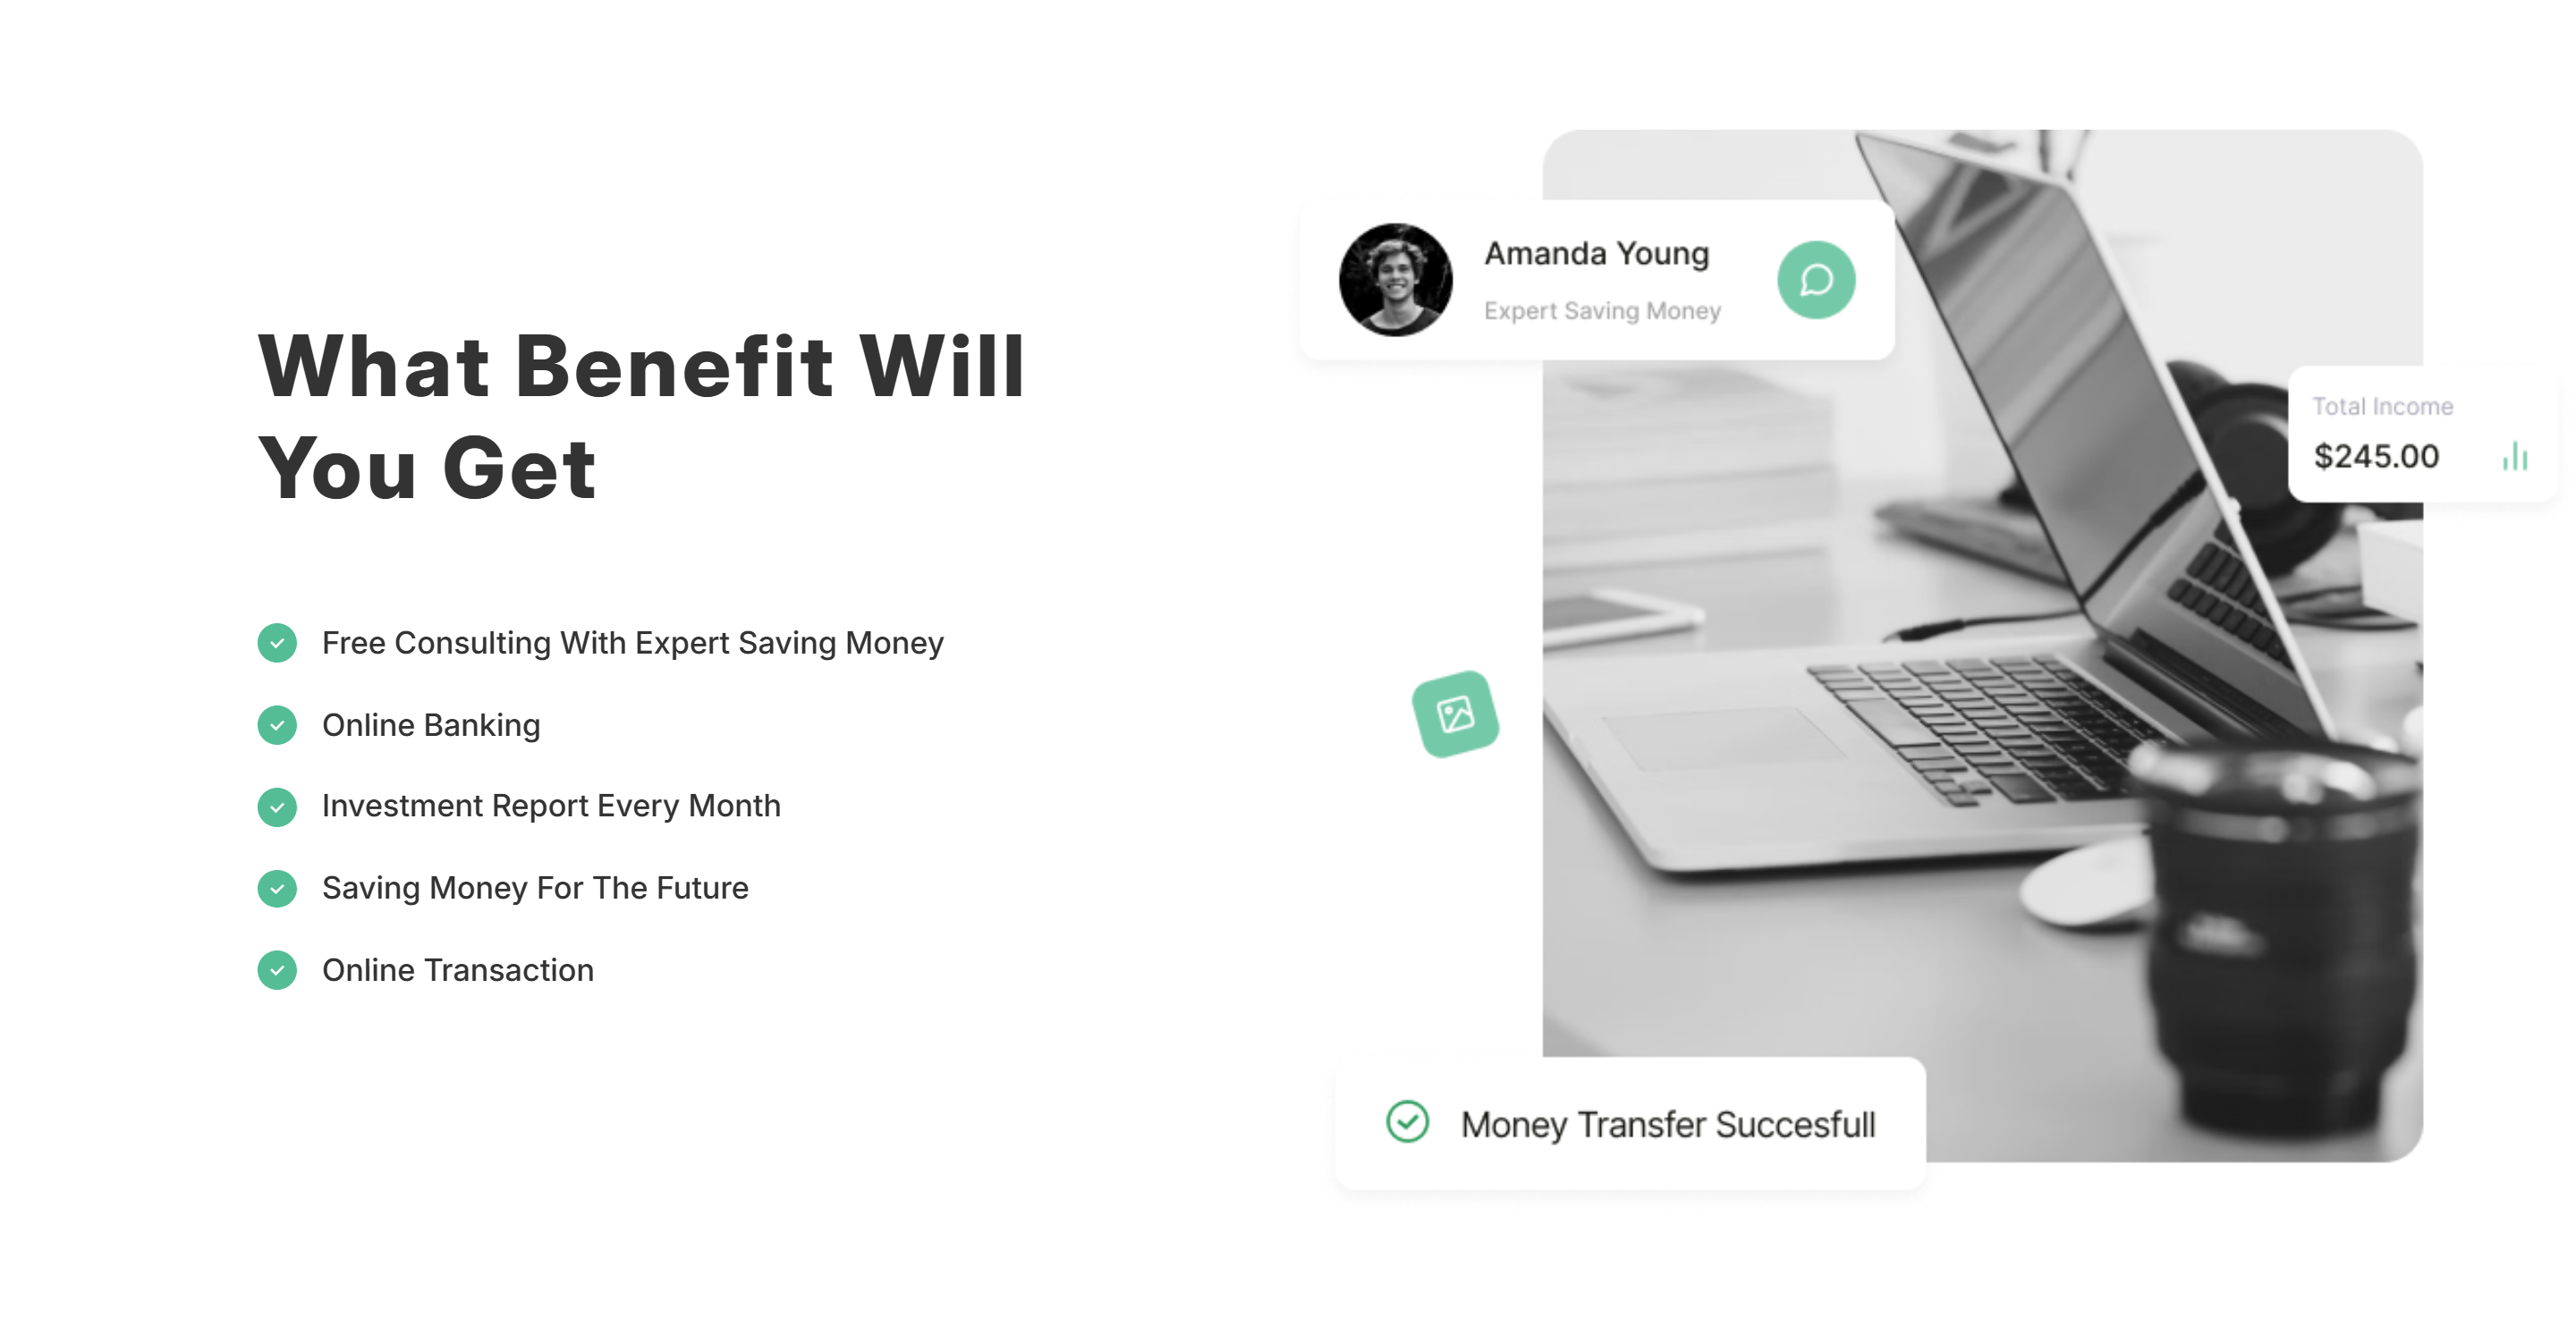 What Benefit Will
You Get
Free Consulting With Expert Saving Money
Online Banking
Investment Report Every Month
Saving Money For The Future
Online Transaction
Amanda Young
Expert Saving Money
Total Income
$245.00
Money Transfer Succesfull